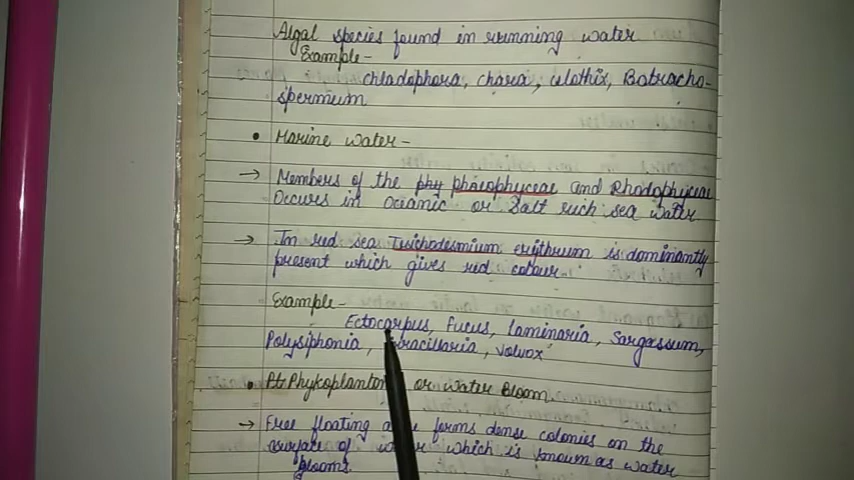 Algal species found in running water
Example-
chladophora, chara, ulothix, Batracho-
spermum
• Marine water-
→ Members of the phy phaeophyceae and Rhodophyceae
Occurs in oceanic or Salt rich sea water
→ In red sea Trichodesmium erythrum is dominantly
present which gives red colour.
Example-
Ectocarpus, Fucus, laminaria, Sargassum,
Polysiphonia, volvox
• Phykoplankton or water Bloom
→ Free floating forms dense colonies on the
surface of which is known as water
blooms